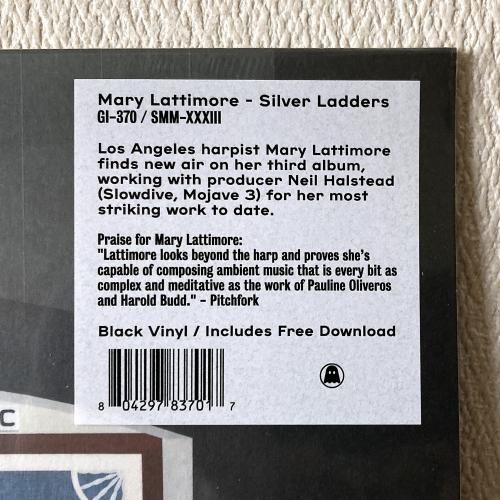 Mary Lattimore - Silver Ladders
GI-370 / SMM-XXXIII
Los Angeles harpist Mary Lattimore
finds new air on her third album,
working with producer Neil Halstead
(Slowdive, Mojave 3) for her most
striking work to date.
Praise for Mary Lattimore:
"Lattimore looks beyond the harp and proves she's
capable of composing ambient music that is every bit as
complex and meditative as the work of Pauline Oliveros
and Harold Budd." - Pitchfork
Black Vinyl / Includes Free Download
8 04297 83701 7
C